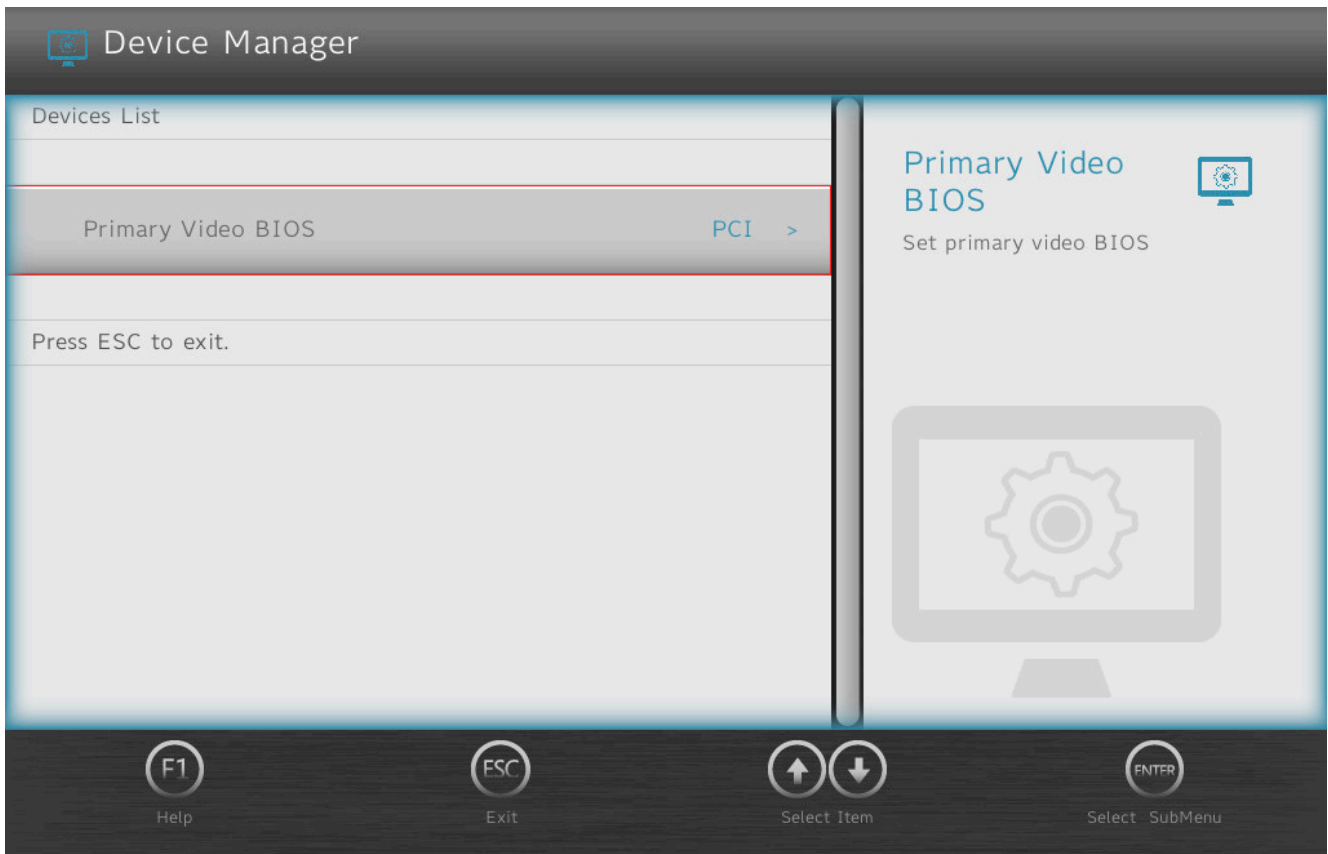 Device Manager
Devices List
Primary Video BIOS PCI >
Press ESC to exit.
Primary Video
BIOS
Set primary video BIOS
F1 ESC ENTER
Help Exit Select Item Select SubMenu